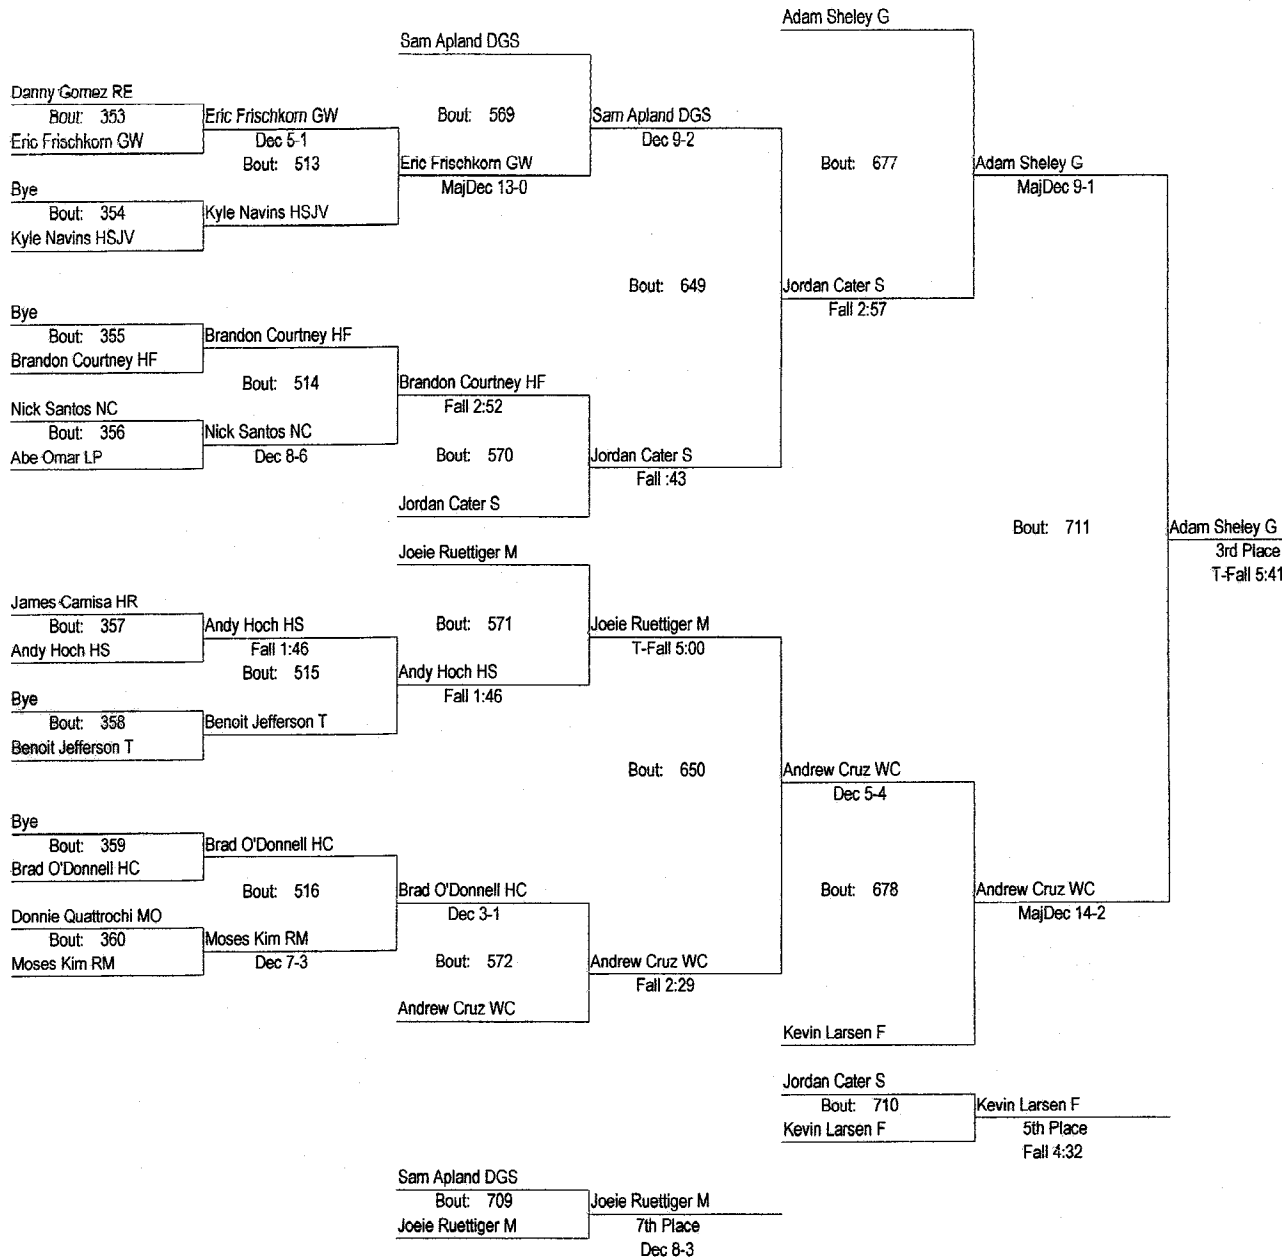 Danny Gomez RE
Bout: 353
Eric Frischkorn GW
Bye
Bout: 354
Kyle Navins HSJV
Bye
Bout: 355
Brandon Courtney HF
Nick Santos NC
Bout: 356
Abe Omar LP
James Camisa HR
Bout: 357
Andy Hoch HS
Bye
Bout: 358
Benoit Jefferson T
Bye
Bout: 359
Brad O'Donnell HC
Donnie Quattrochi MO
Bout: 360
Moses Kim RM
Eric Frischkorn GW
Dec 5-1
Bout: 513
Kyle Navins HSJV
Brandon Courtney HF
Bout: 514
Nick Santos NC
Dec 8-6
Andy Hoch HS
Fall 1:46
Bout: 515
Benoit Jefferson T
Brad O'Donnell HC
Bout: 516
Moses Kim RM
Dec 7-3
Sam Apland DGS
Bout: 569
Eric Frischkorn GW
MajDec 13-0
Brandon Courtney HF
Fall 2:52
Bout: 570
Jordan Cater S
Joeie Ruettiger M
Bout: 571
Andy Hoch HS
Fall 1:46
Brad O'Donnell HC
Dec 3-1
Bout: 572
Andrew Cruz WC
Sam Apland DGS
Dec 9-2
Bout: 649
Jordan Cater S
Fall :43
Joeie Ruettiger M
T-Fall 5:00
Bout: 650
Andrew Cruz WC
Fall 2:29
Adam Sheley G
Bout: 677
Jordan Cater S
Fall 2:57
Andrew Cruz WC
Dec 5-4
Bout: 678
Kevin Larsen F
Adam Sheley G
MajDec 9-1
Bout: 711
Andrew Cruz WC
MajDec 14-2
Adam Sheley G
3rd Place
T-Fall 5:41
Jordan Cater S
Bout: 710
Kevin Larsen F
Kevin Larsen F
5th Place
Fall 4:32
Sam Apland DGS
Bout: 709
Joeie Ruettiger M
Joeie Ruettiger M
7th Place
Dec 8-3